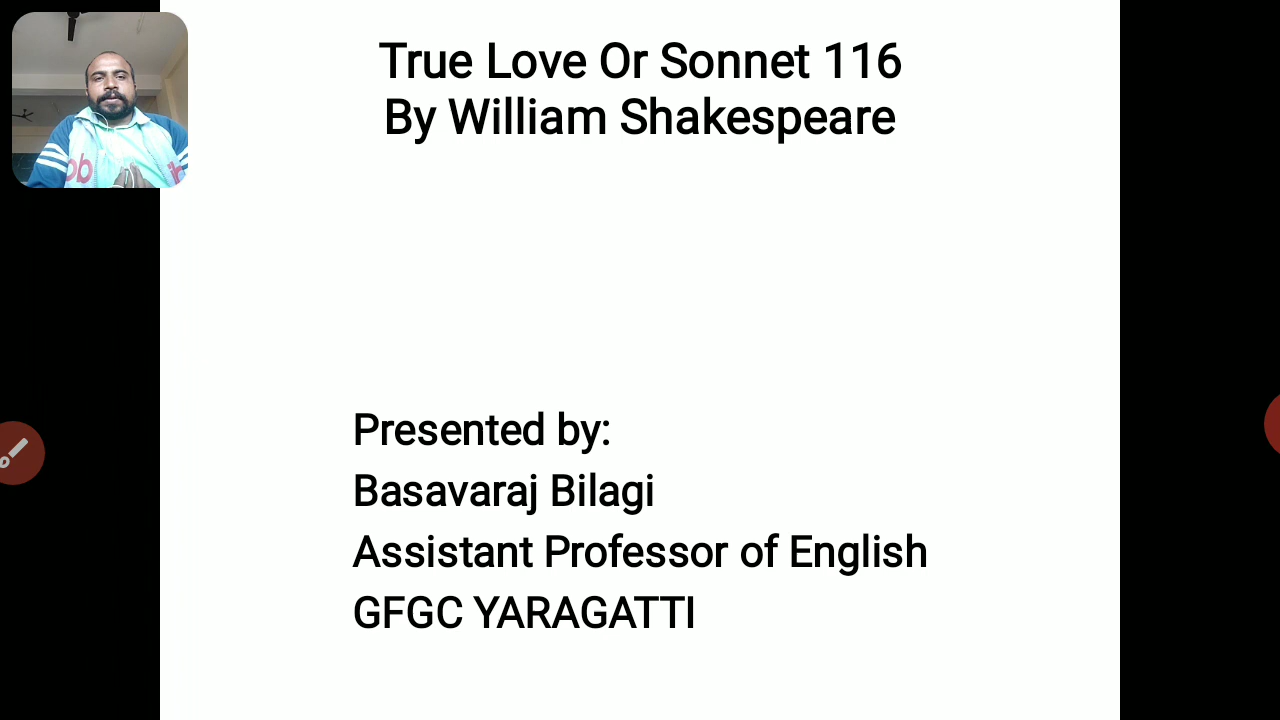 True Love Or Sonnet 116
By William Shakespeare
Presented by:
Basavaraj Bilagi
Assistant Professor of English
GFGC YARAGATTI